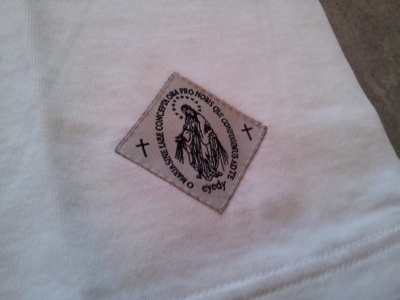 O MARIA SINE LABE CONCEPTA ORA PRO NOBIS QUI CONFUGIMUS AD TE
eyedy